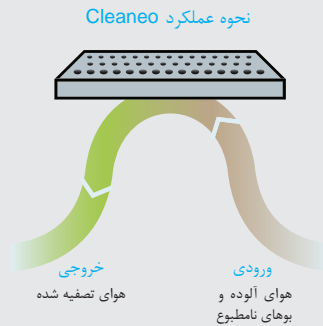 نحوه عملکرد Cleaneo
ورودی
هوای آلوده و
بوهای نامطبوع
خروجی
هوای تصفیه شده